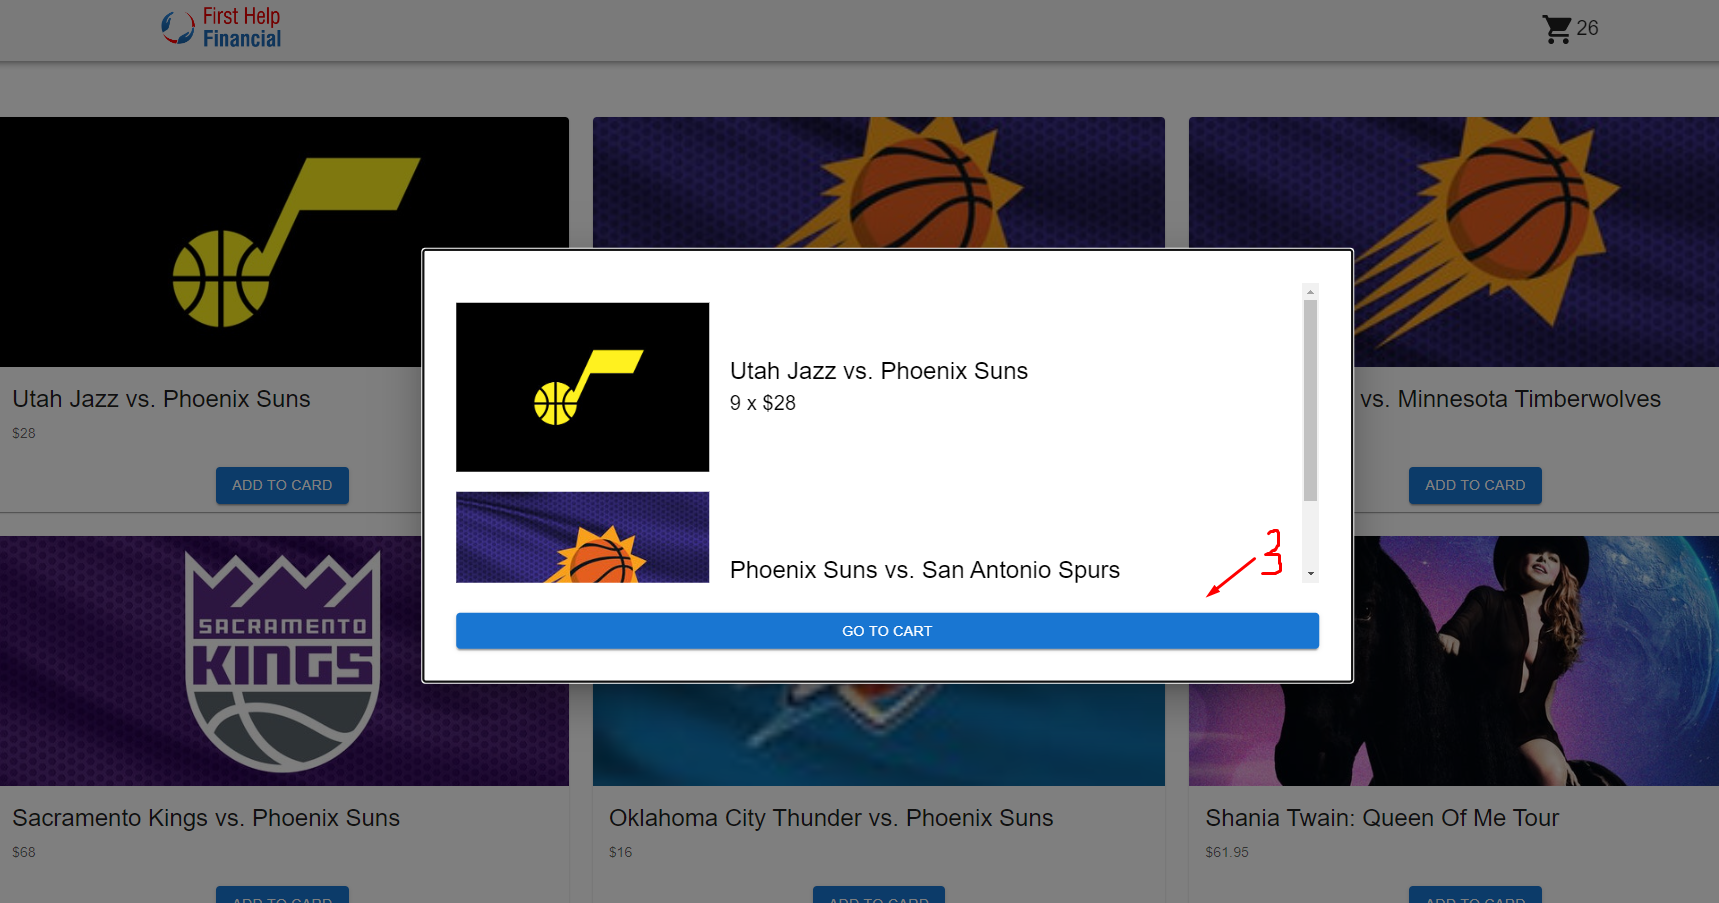 First Help
Financial
26
Utah Jazz vs. Phoenix Suns
$28
ADD TO CARD
vs. Minnesota Timberwolves
ADD TO CARD
Utah Jazz vs. Phoenix Suns
9 x $28
Phoenix Suns vs. San Antonio Spurs
3
GO TO CART
SACRAMENTO
KINGS
Sacramento Kings vs. Phoenix Suns
$68
ADD TO CARD
Oklahoma City Thunder vs. Phoenix Suns
$16
ADD TO CARD
Shania Twain: Queen Of Me Tour
$61.95
ADD TO CARD